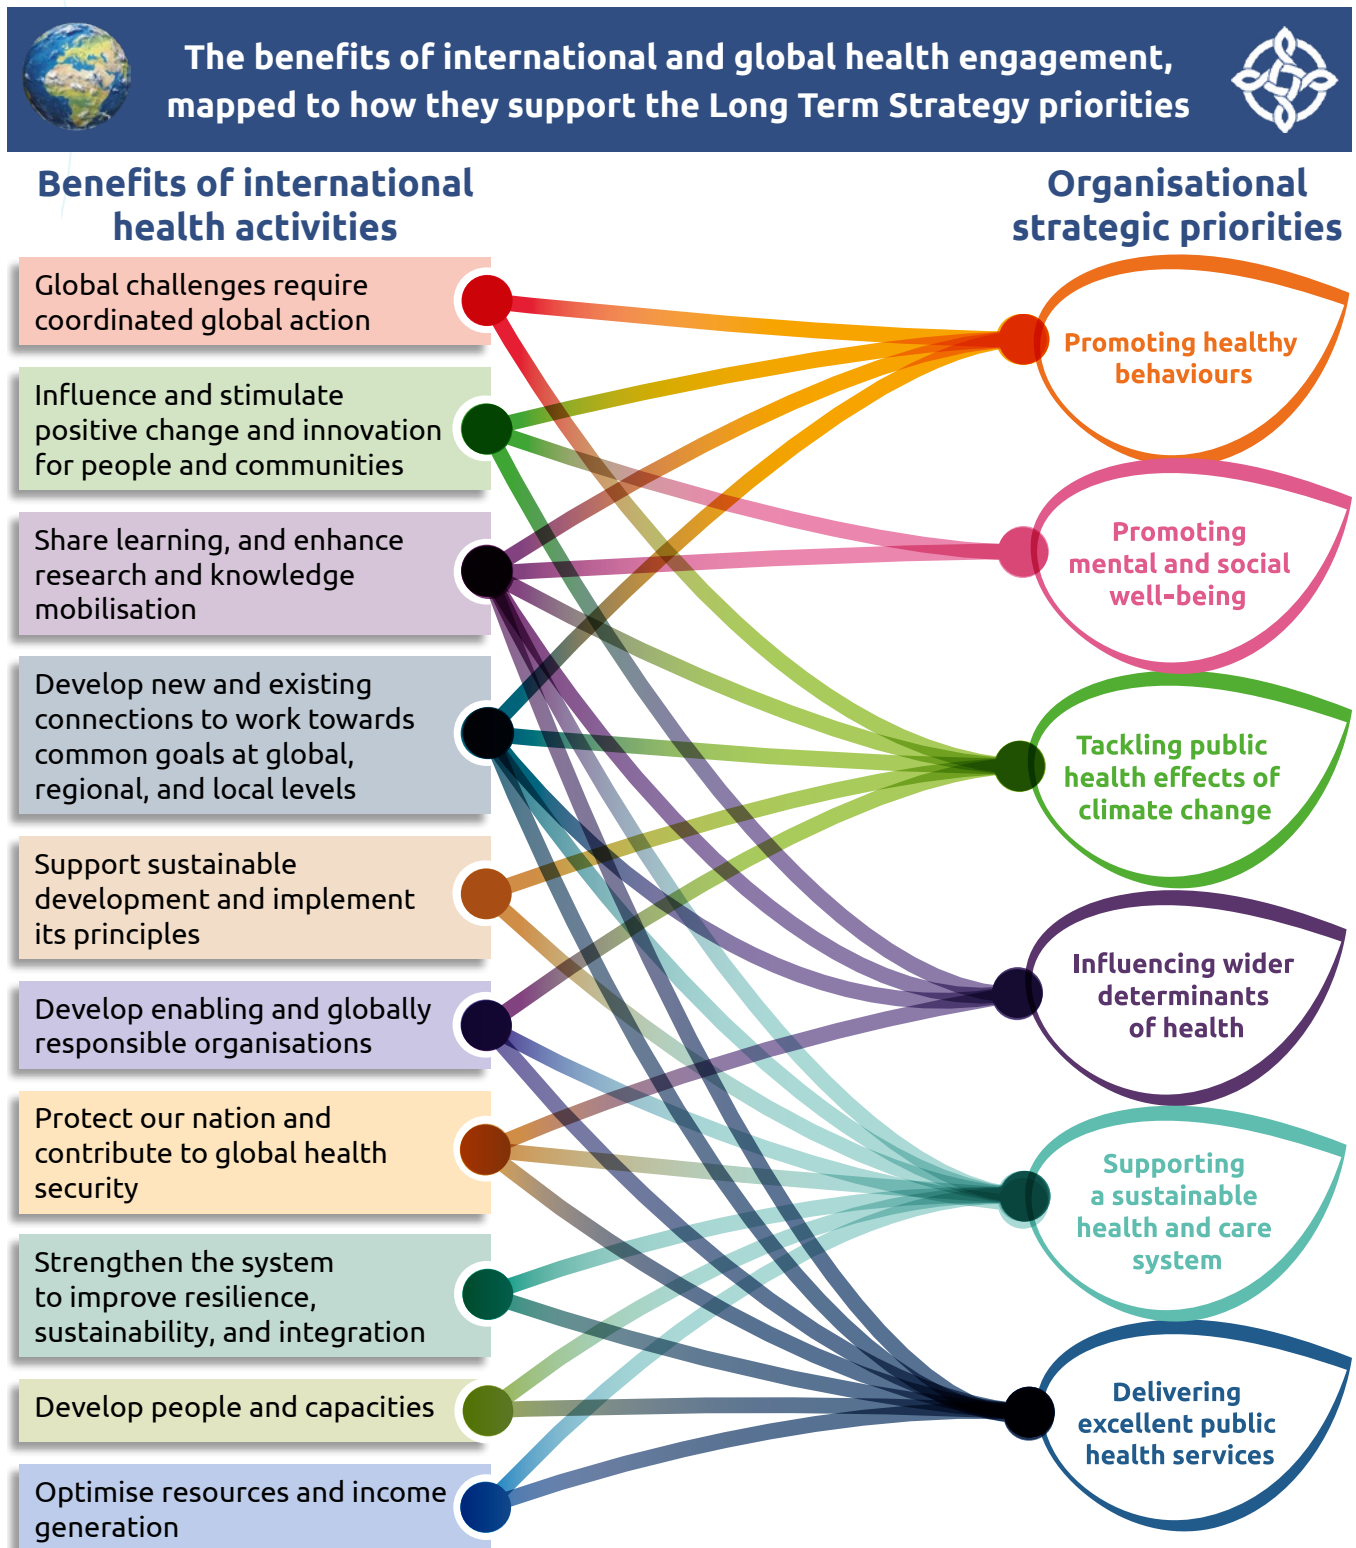 The benefits of international and global health engagement,
mapped to how they support the Long Term Strategy priorities
Benefits of international
health activities
Global challenges require
coordinated global action
Influence and stimulate
positive change and innovation
for people and communities
Share learning, and enhance
research and knowledge
mobilisation
Develop new and existing
connections to work towards
common goals at global,
regional, and local levels
Support sustainable
development and implement
its principles
Develop enabling and globally
responsible organisations
Protect our nation and
contribute to global health
security
Strengthen the system
to improve resilience,
sustainability, and integration
Develop people and capacities
Optimise resources and income
generation
Organisational
strategic priorities
Promoting healthy
behaviours
Promoting
mental and social
well-being
Tackling public
health effects of
climate change
Influencing wider
determinants
of health
Supporting
a sustainable
health and care
system
Delivering
excellent public
health services